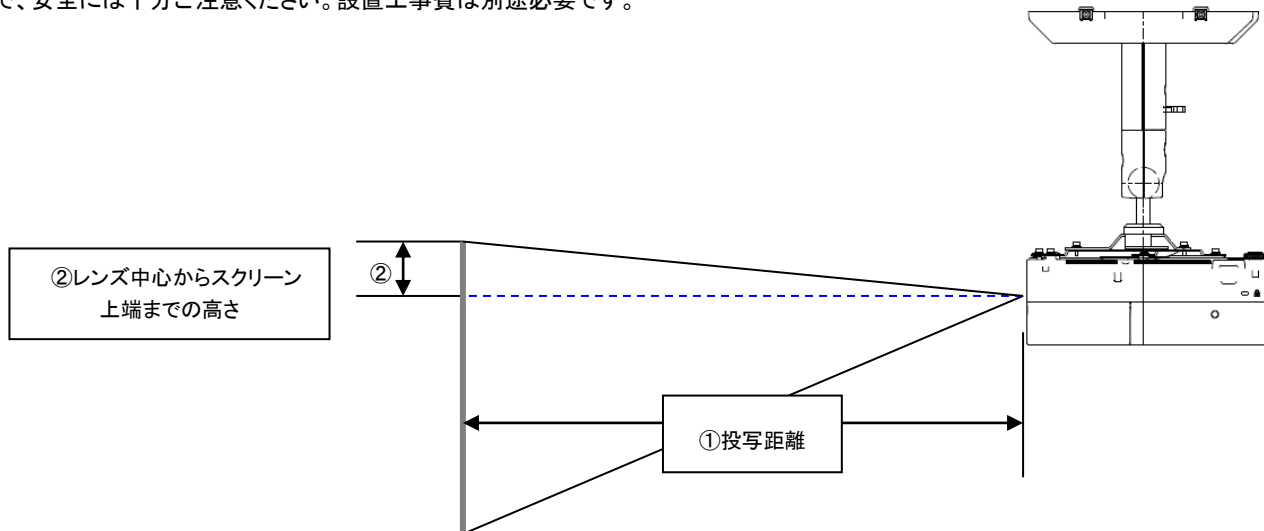 で、安全には十分ご注意ください。設置工事費は別途必要です。
②
②レンズ中心からスクリーン
上端までの高さ
①投写距離